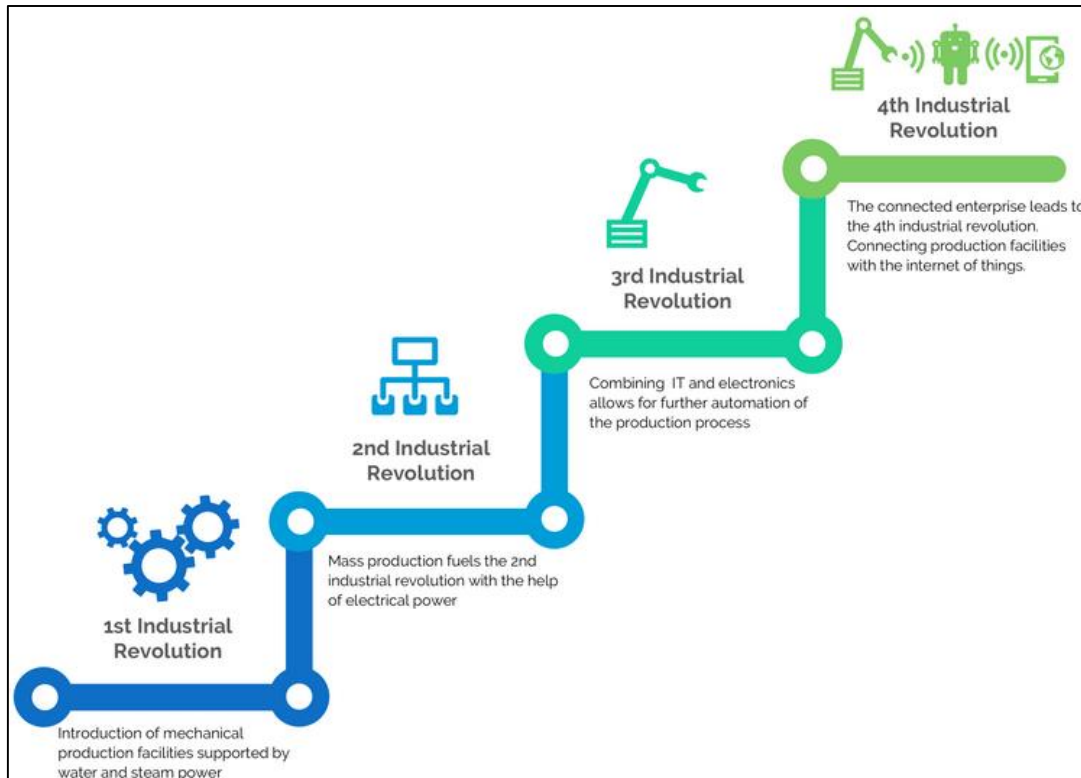 1st Industrial
Revolution
Introduction of mechanical
production facilities supported by
water and steam power
2nd Industrial
Revolution
Mass production fuels the 2nd
industrial revolution with the help
of electrical power
3rd Industrial
Revolution
Combining IT and electronics
allows for further automation of
the production process
4th Industrial
Revolution
The connected enterprise leads to
the 4th industrial revolution.
Connecting production facilities
with the internet of things.